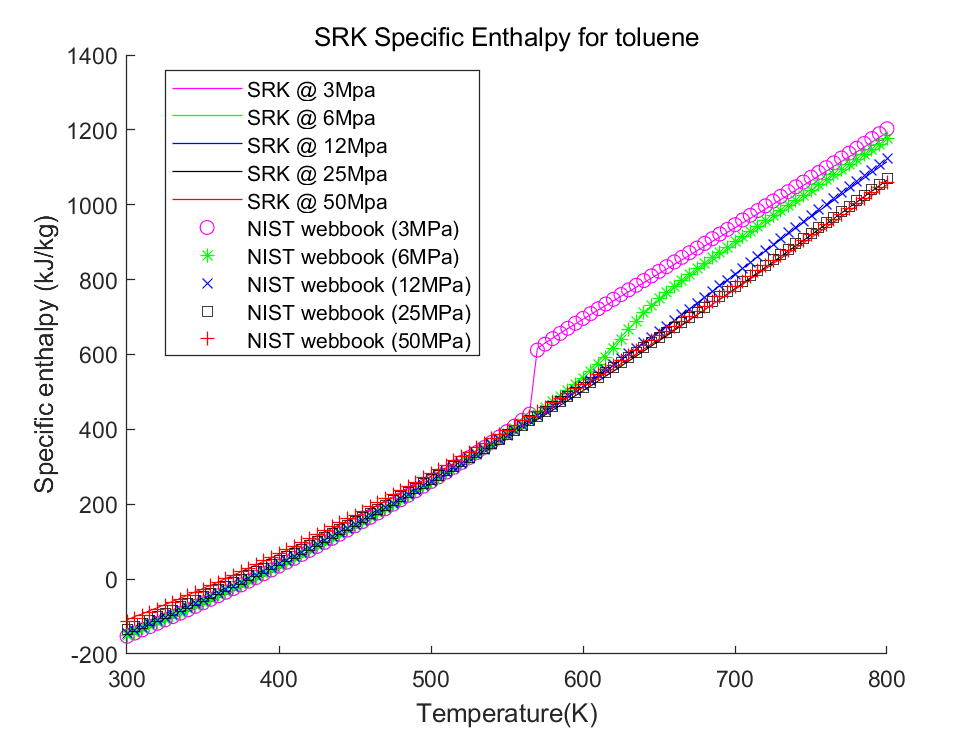 SRK Specific Enthalpy for toluene
1400
1200
1000
800
600
400
200
0
-200
Specific enthalpy (kJ/kg)
SRK @ 3Mpa
SRK @ 6Mpa
SRK @ 12Mpa
SRK @ 25Mpa
SRK @ 50Mpa
NIST webbook (3MPa)
NIST webbook (6MPa)
NIST webbook (12MPa)
NIST webbook (25MPa)
NIST webbook (50MPa)
300 400 500 600 700 800
Temperature(K)